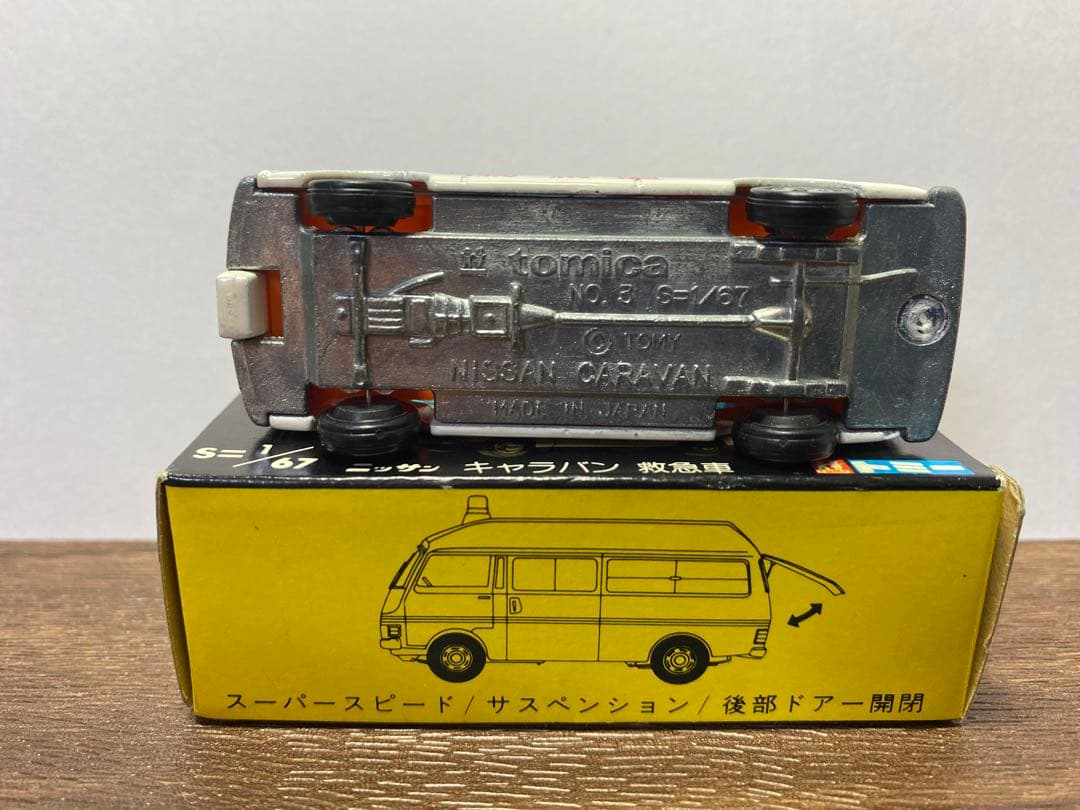 tomica
NO. 3 S=1/67
© TOMY
NISSAN CARAVAN
MADE IN JAPAN
S=1/67 ニッサン キャラバン 救急車 トミー
スーパースピード/サスペンション/後部ドアー開閉